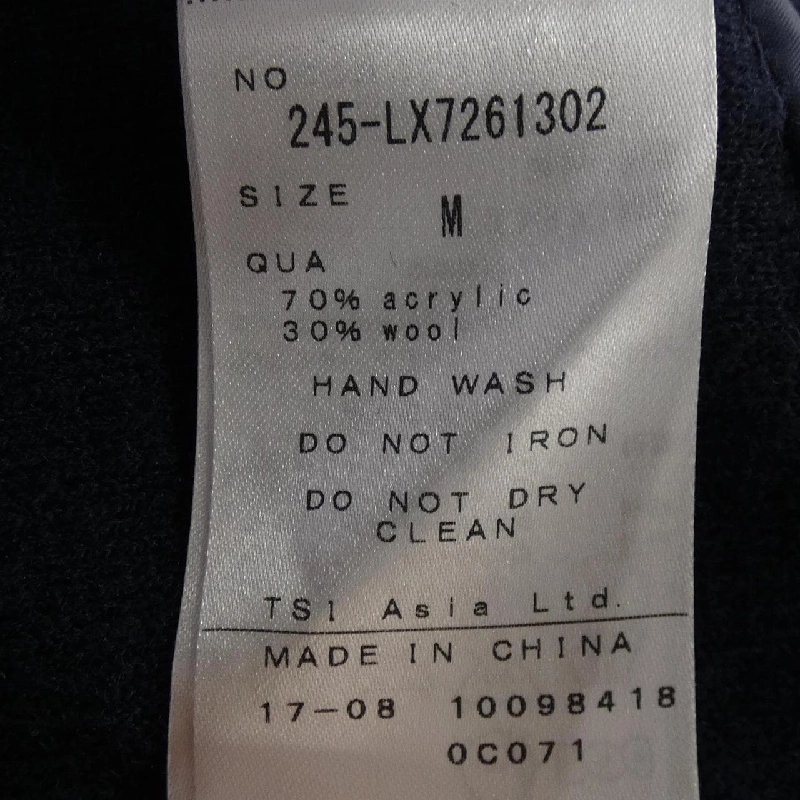 NO
245-LX7261302
SIZE
M
QUA
70% acrylic
30% wool
HAND WASH
DO NOT IRON
DO NOT DRY
CLEAN
TSI Asia Ltd.
MADE IN CHINA
17-08 10098418
0C071